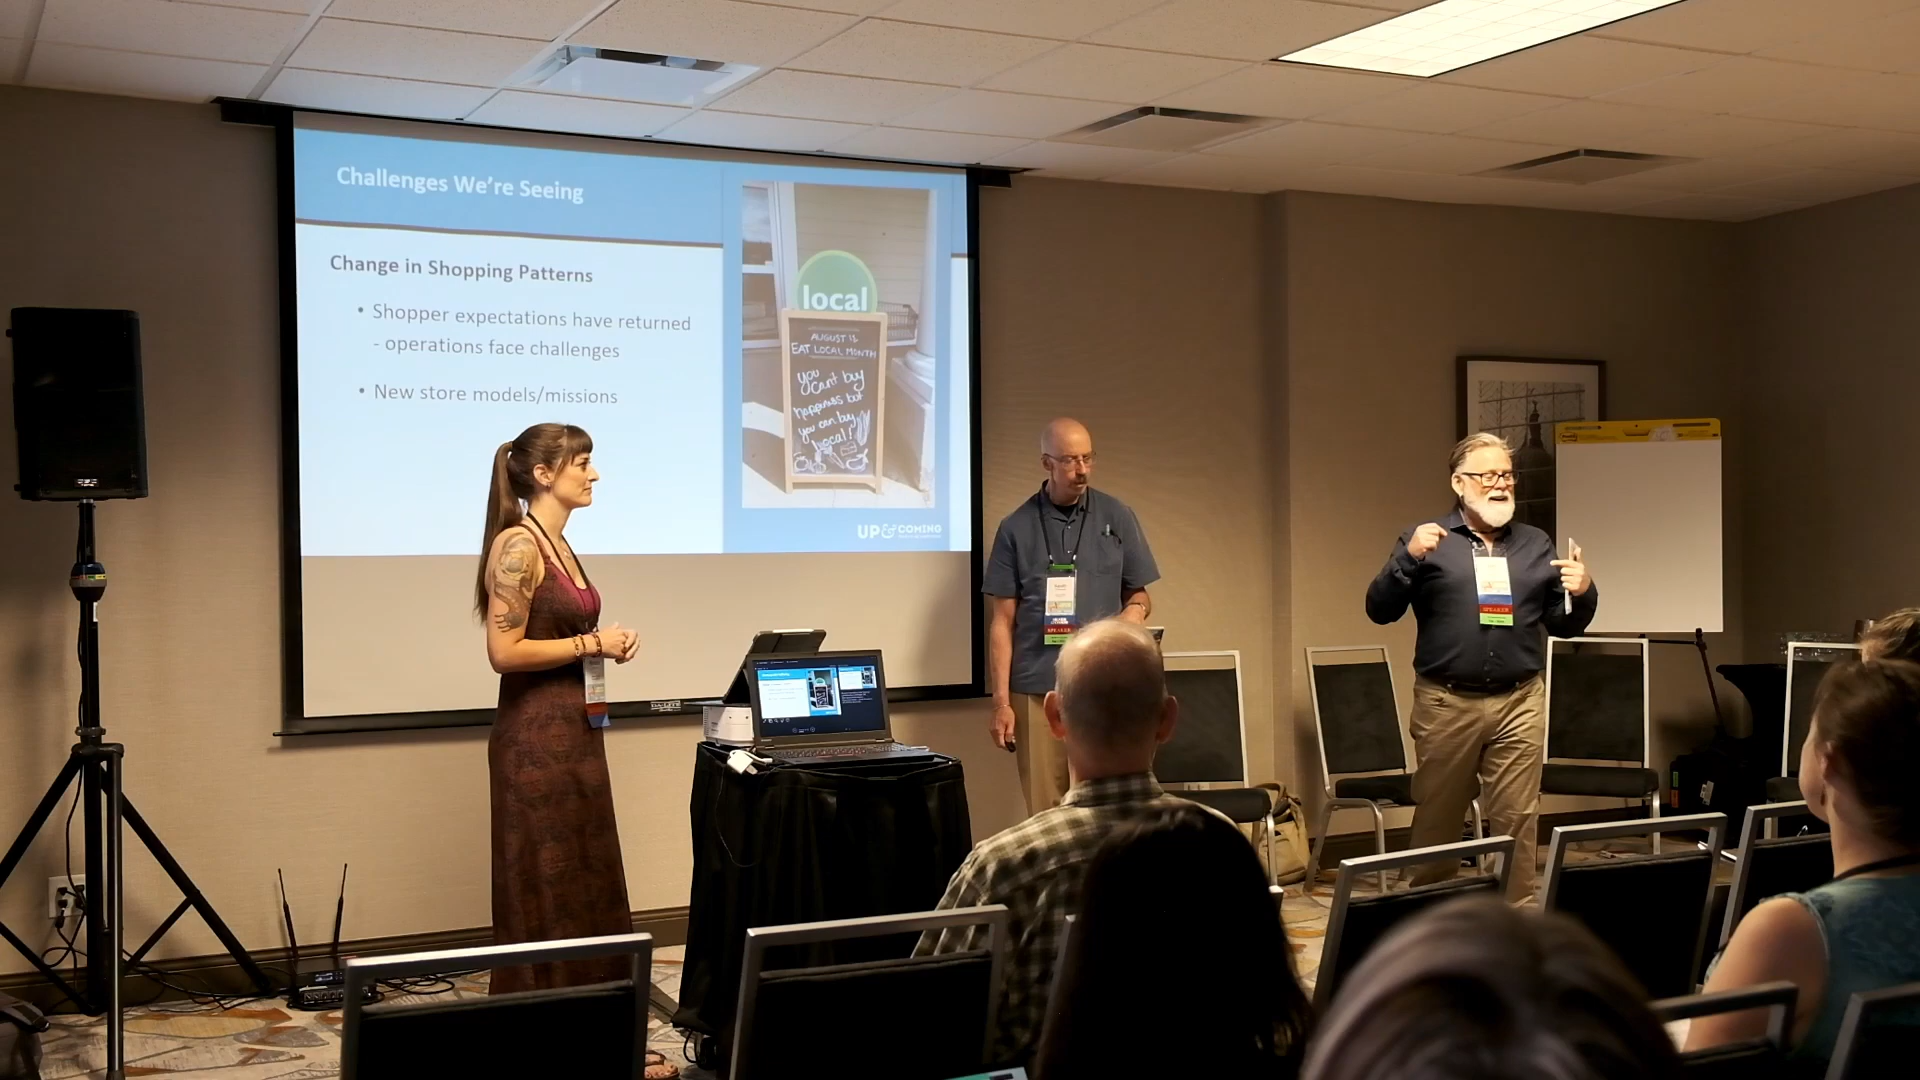 Challenges We're Seeing
Change in Shopping Patterns
• Shopper expectations have returned
- operations face challenges
• New store models/missions
local
AUGUST IS
EAT LOCAL MONTH
you
can't buy
happiness but
you can buy
local!
UP & COMING
DA-LITE
SPEAKER
SPEAKER